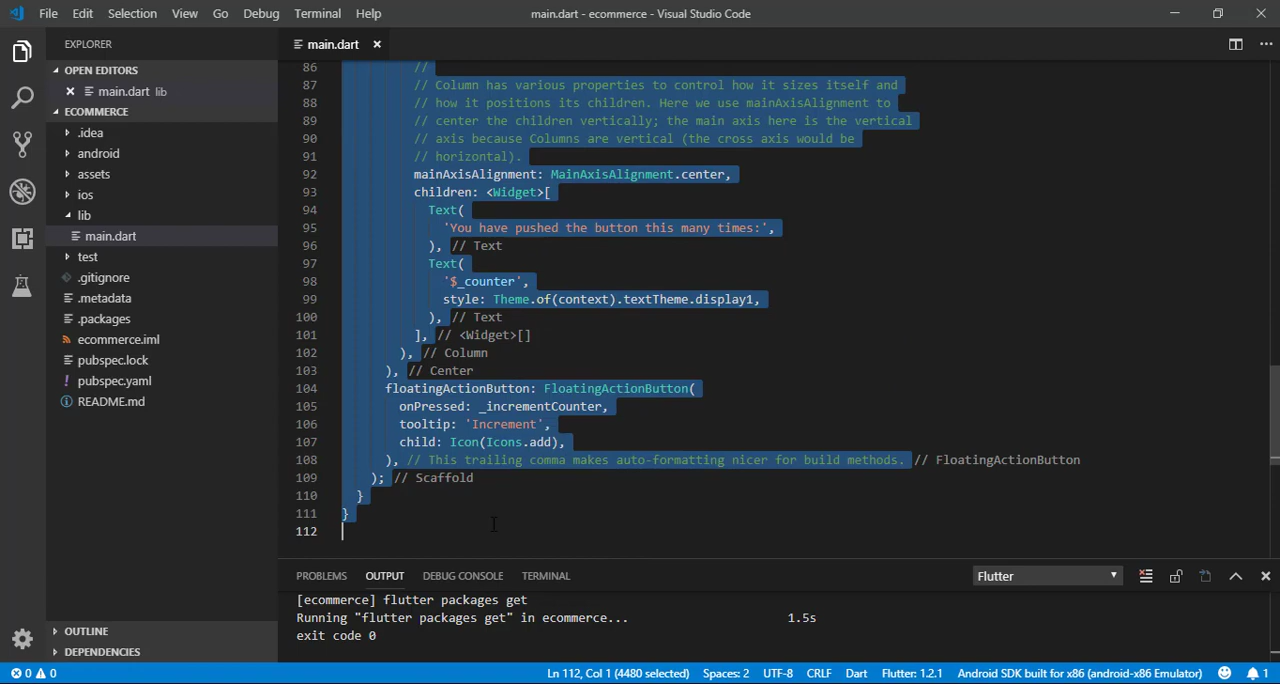 File Edit Selection View Go Debug Terminal Help main.dart - ecommerce - Visual Studio Code
EXPLORER
OPEN EDITORS
main.dart lib
ECOMMERCE
.idea
android
assets
ios
lib
main.dart
test
.gitignore
.metadata
.packages
ecommerce.iml
pubspec.lock
pubspec.yaml
README.md
OUTLINE
DEPENDENCIES
main.dart
86 //
87 // Column has various properties to control how it sizes itself and
88 // how it positions its children. Here we use mainAxisAlignment to
89 // center the children vertically; the main axis here is the vertical
90 // axis because Columns are vertical (the cross axis would be
91 // horizontal).
92 mainAxisAlignment: MainAxisAlignment.center,
93 children: <Widget>[
94 Text(
95 'You have pushed the button this many times:',
96 ), // Text
97 Text(
98 '$_counter',
99 style: Theme.of(context).textTheme.display1,
100 ), // Text
101 ], // <Widget>[]
102 ), // Column
103 ), // Center
104 floatingActionButton: FloatingActionButton(
105 onPressed: _incrementCounter,
106 tooltip: 'Increment',
107 child: Icon(Icons.add),
108 ), // This trailing comma makes auto-formatting nicer for build methods. // FloatingActionButton
109 ); // Scaffold
110 }
111 }
112
PROBLEMS OUTPUT DEBUG CONSOLE TERMINAL Flutter
[ecommerce] flutter packages get
Running "flutter packages get" in ecommerce... 1.5s
exit code 0
0 0 Ln 112, Col 1 (4480 selected) Spaces: 2 UTF-8 CRLF Dart Flutter: 1.2.1 Android SDK built for x86 (android-x86 Emulator) 1